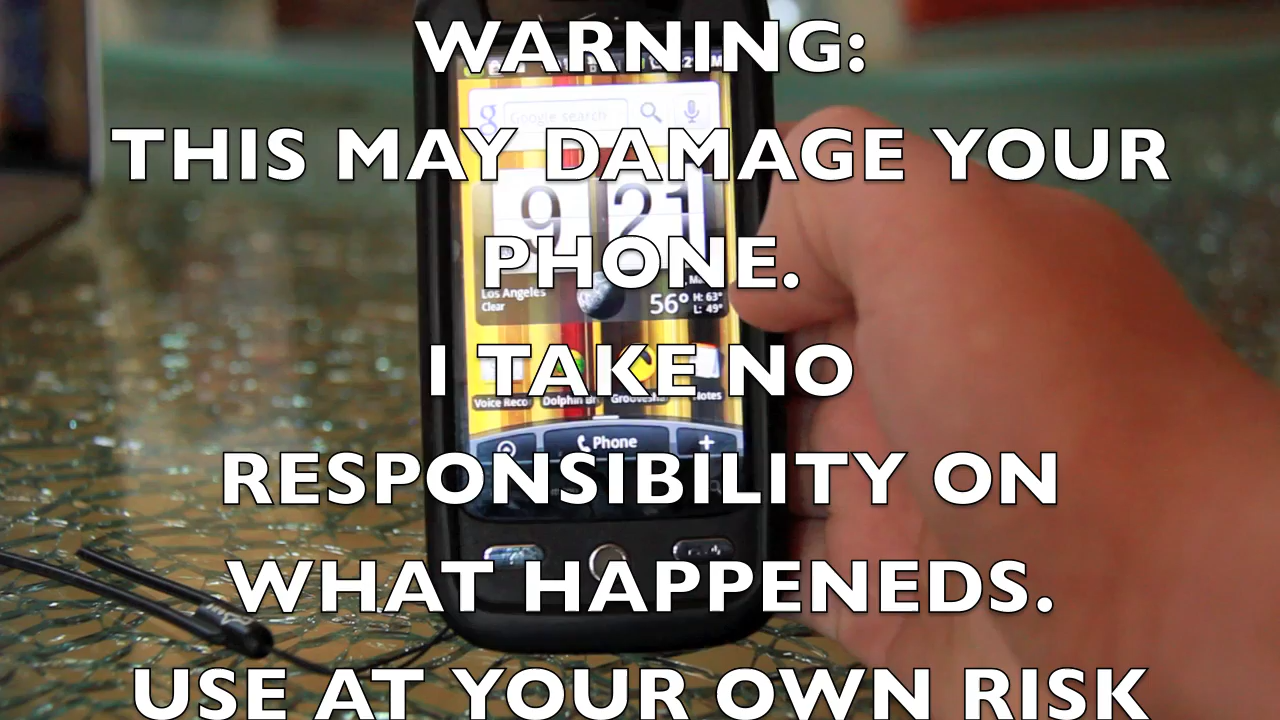 WARNING:
THIS MAY DAMAGE YOUR
PHONE.
I TAKE NO
RESPONSIBILITY ON
WHAT HAPPENEDS.
USE AT YOUR OWN RISK
g Google search
9 21
Los Angeles
Clear
56° H: 63°
L: 49°
Voice Reco Dolphin Br Notes
Phone